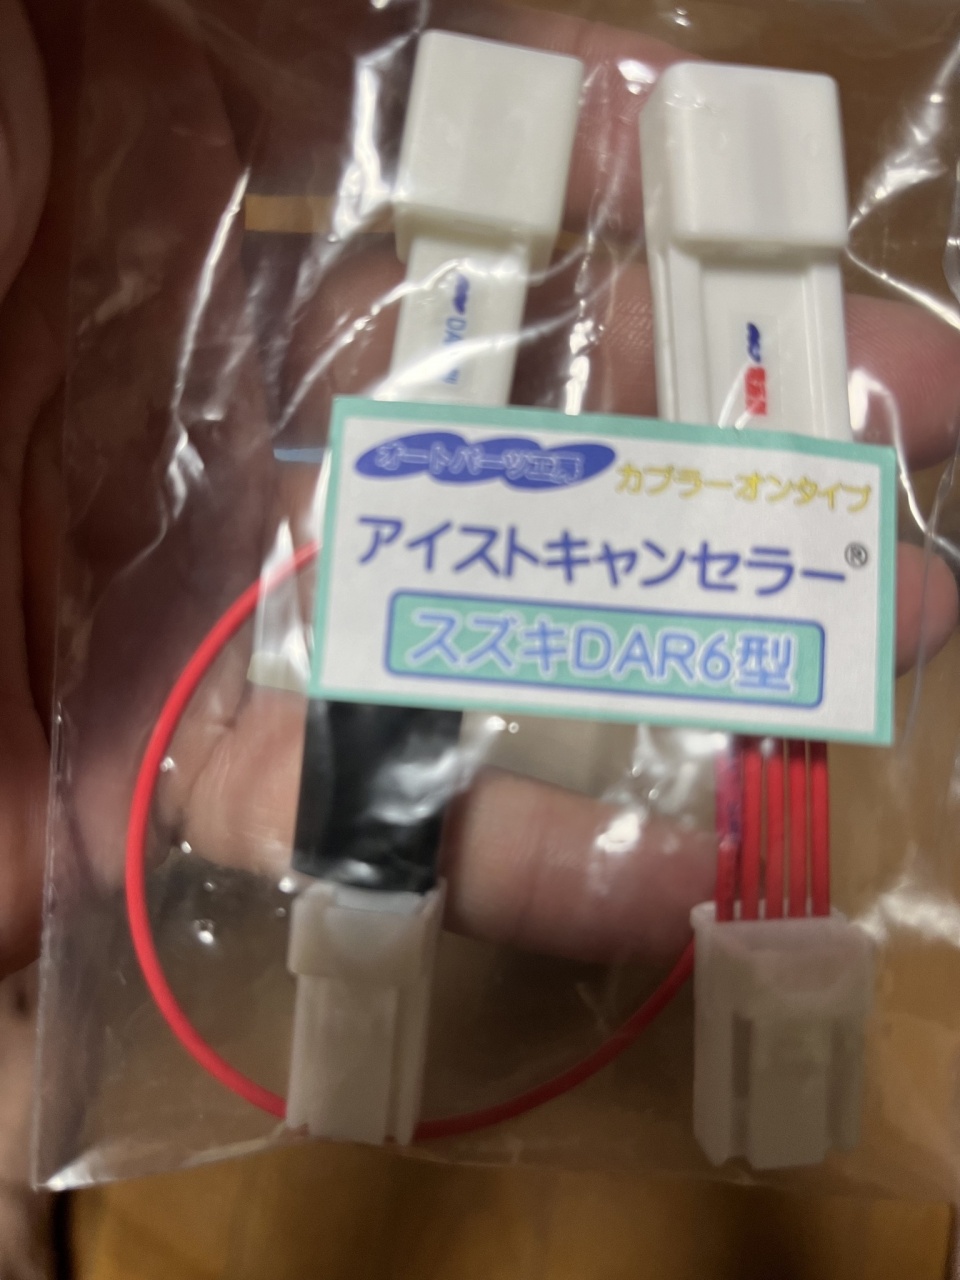 オートパーツ工房
カプラーオンタイプ
アイストキャンセラー®
スズキDAR6型